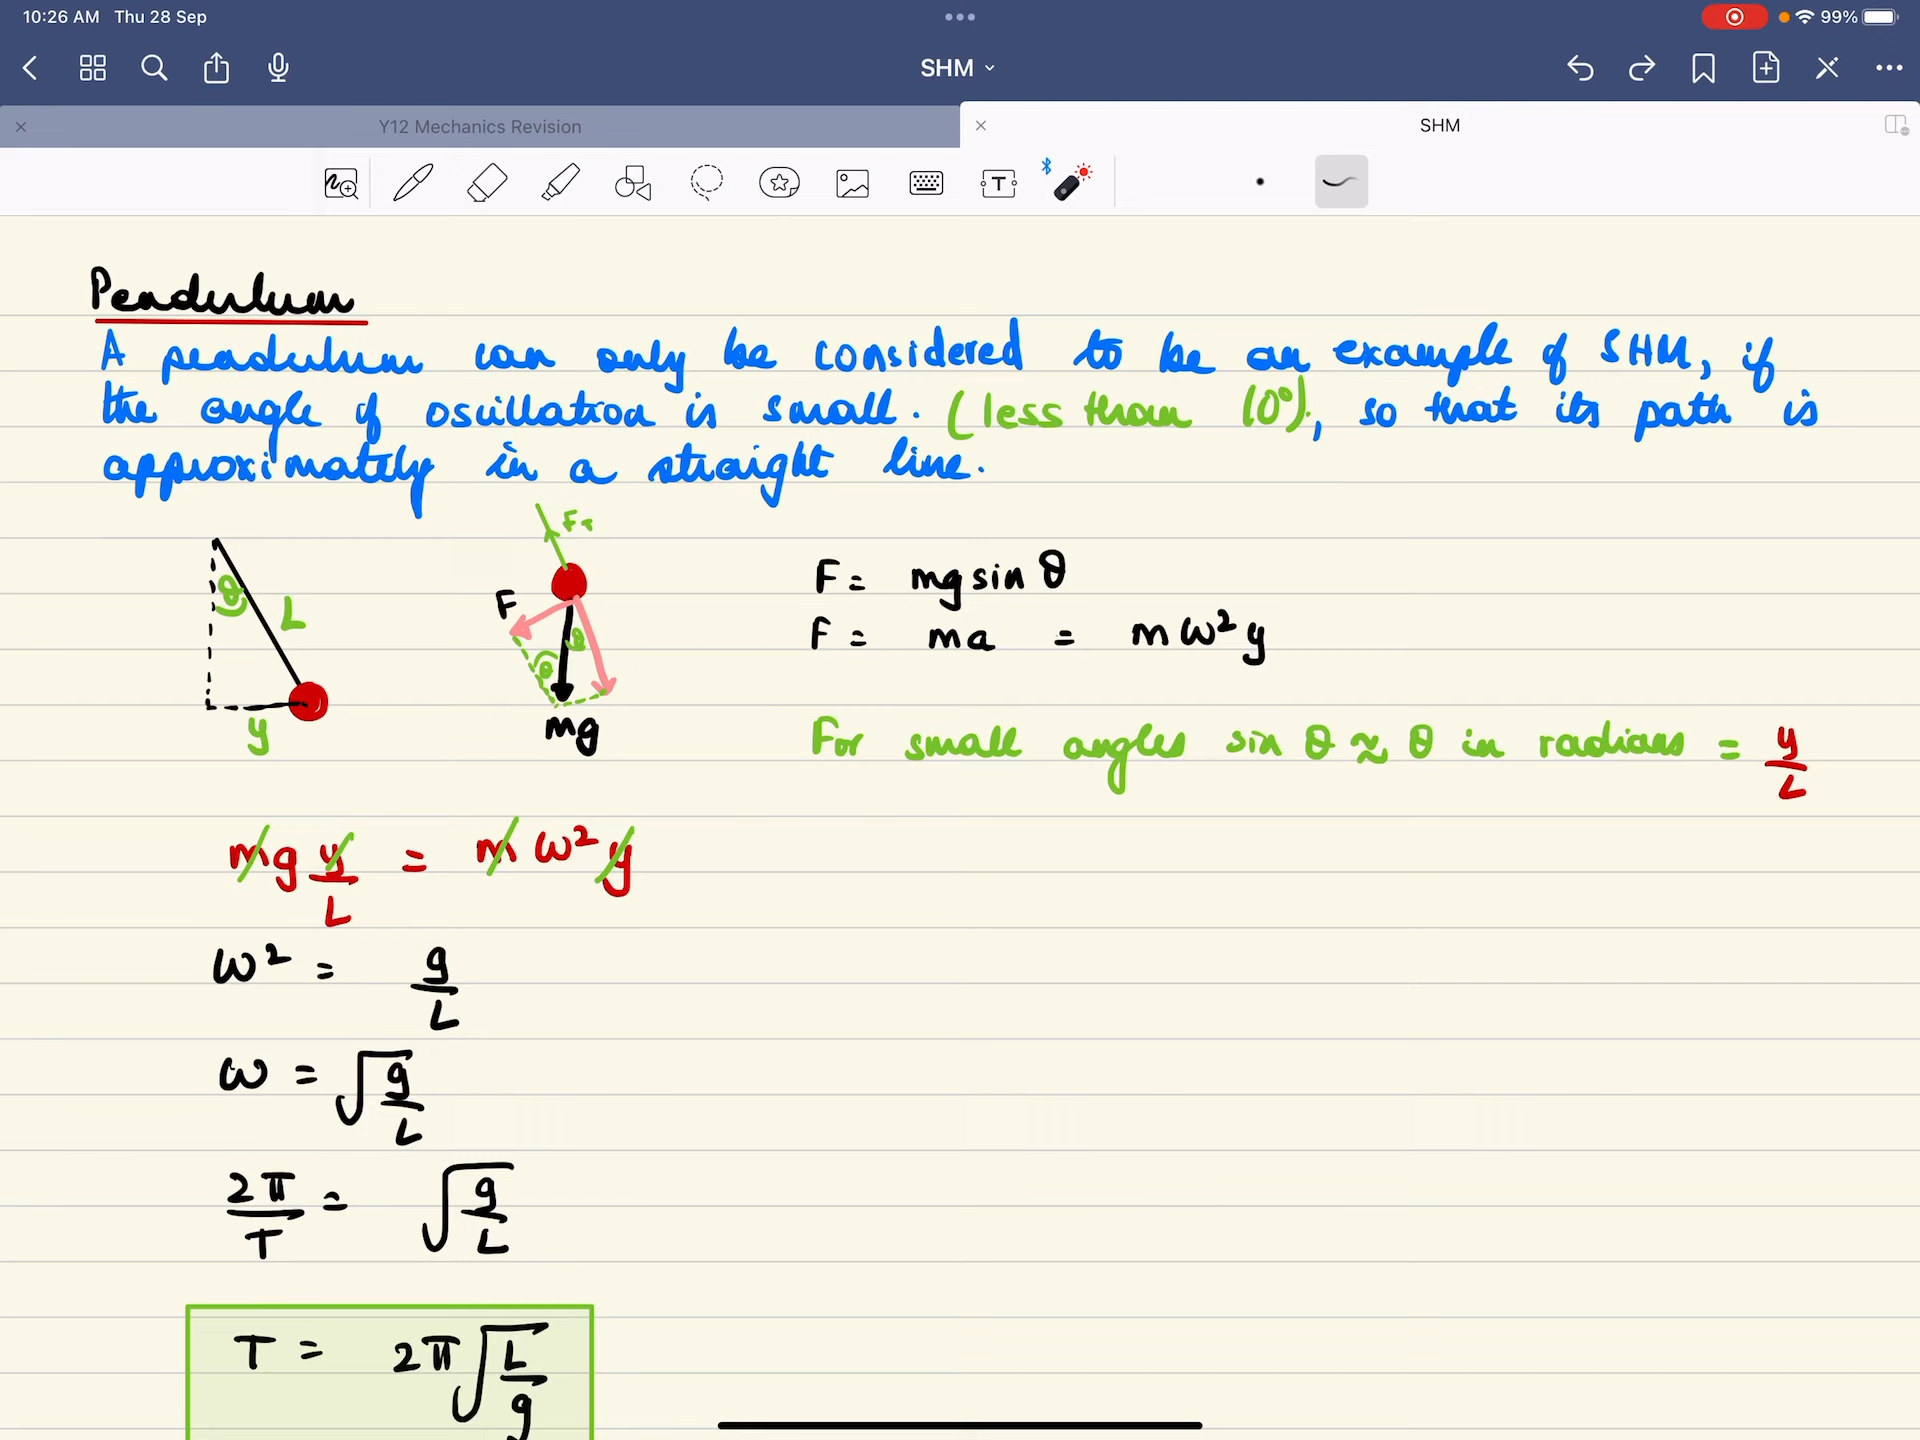 10:26 AM Thu 28 Sep
99%
SHM
Y12 Mechanics Revision
SHM
T
Pendulum
A pendulum can only be considered to be an example of SHM, if
the angle of oscillation is small. (less than 10°), so that its path is
approximately in a straight line.
θ L y
F_T F θ θ mg
F = mg sin θ
F = ma = mω²y
For small angles sin θ ≈ θ in radians = y/L
mg y/L = mω²y
ω² = g/L
ω = √(g/L)
2π/T = √(g/L)
T = 2π√(L/g)